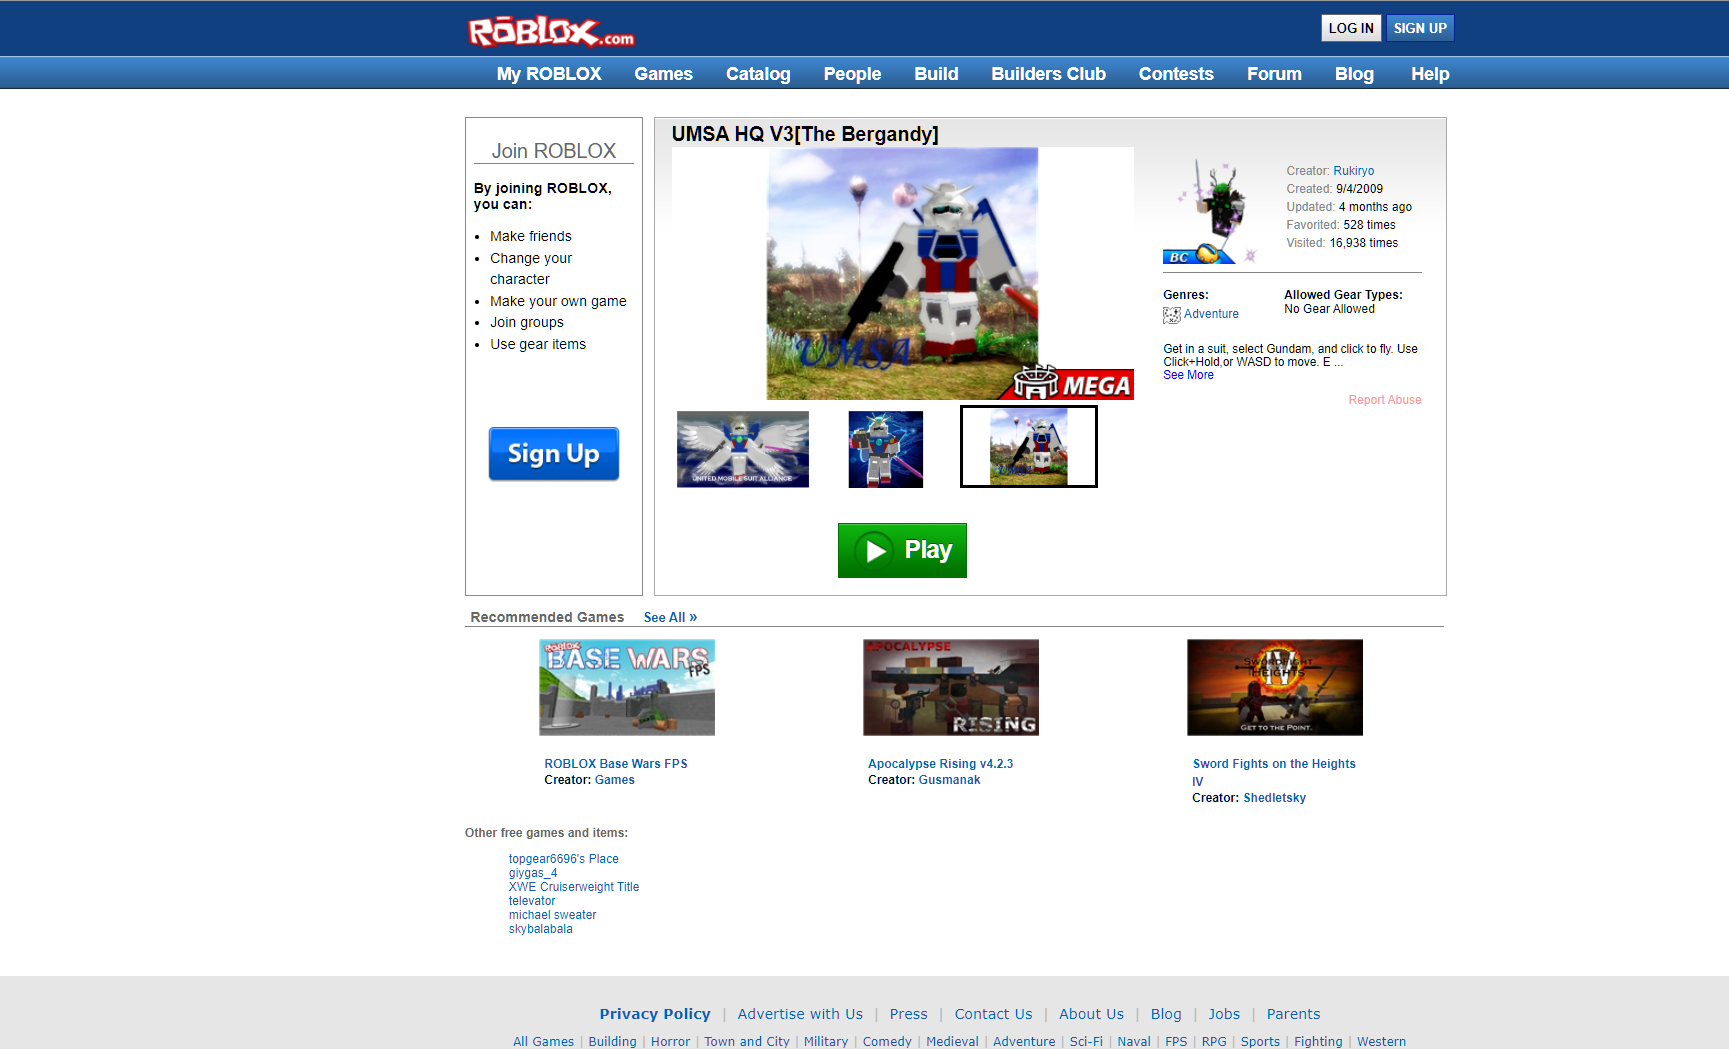 ROBLOX.com
LOG IN
SIGN UP
My ROBLOX
Games
Catalog
People
Build
Builders Club
Contests
Forum
Blog
Help
Join ROBLOX
By joining ROBLOX,
you can:
Make friends
Change your
character
Make your own game
Join groups
Use gear items
Sign Up
UMSA HQ V3[The Bergandy]
UMSA
MEGA
UNITED MOBILE SUIT ALLIANCE
Play
BC
Creator: Rukiryo
Created: 9/4/2009
Updated: 4 months ago
Favorited: 528 times
Visited: 16,938 times
Genres:
Adventure
Allowed Gear Types:
No Gear Allowed
Get in a suit, select Gundam, and click to fly. Use
Click+Hold,or WASD to move. E ...
See More
Report Abuse
Recommended Games
See All »
ROBLOX
BASE WARS
FPS
APOCALYPSE
RISING
SWORDFIGHT
IV
HEIGHTS
GET TO THE POINT.
ROBLOX Base Wars FPS
Creator: Games
Apocalypse Rising v4.2.3
Creator: Gusmanak
Sword Fights on the Heights
IV
Creator: Shedletsky
Other free games and items:
topgear6696's Place
giygas_4
XWE Cruiserweight Title
televator
michael sweater
skybalabala
Privacy Policy | Advertise with Us | Press | Contact Us | About Us | Blog | Jobs | Parents
All Games | Building | Horror | Town and City | Military | Comedy | Medieval | Adventure | Sci-Fi | Naval | FPS | RPG | Sports | Fighting | Western